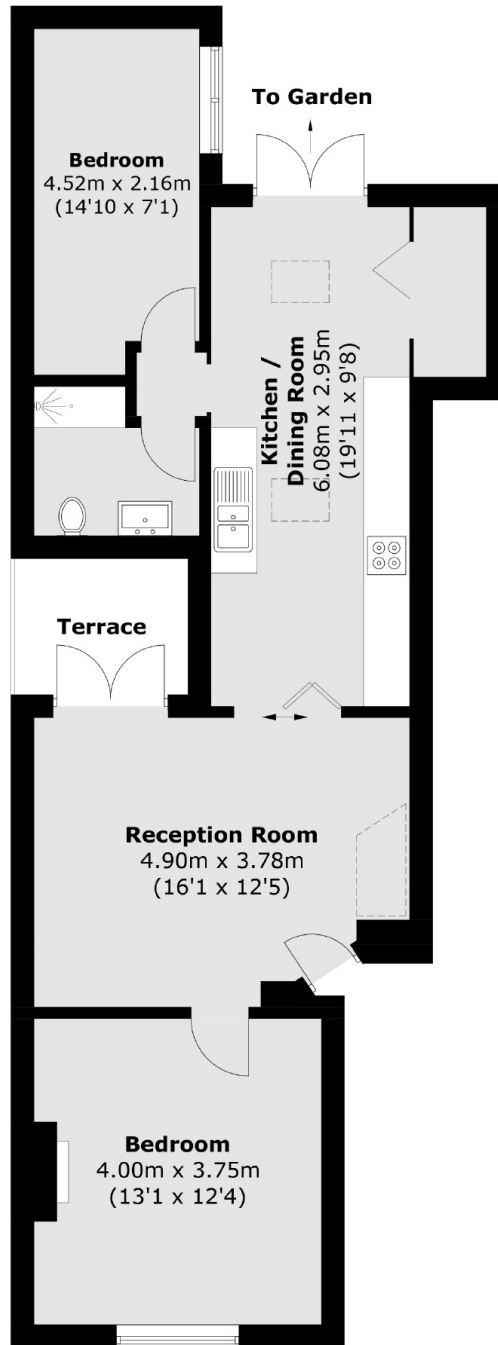 To Garden
Bedroom
4.52m x 2.16m
(14'10 x 7'1)
Kitchen /
Dining Room
6.08m x 2.95m
(19'11 x 9'8)
Terrace
Reception Room
4.90m x 3.78m
(16'1 x 12'5)
Bedroom
4.00m x 3.75m
(13'1 x 12'4)